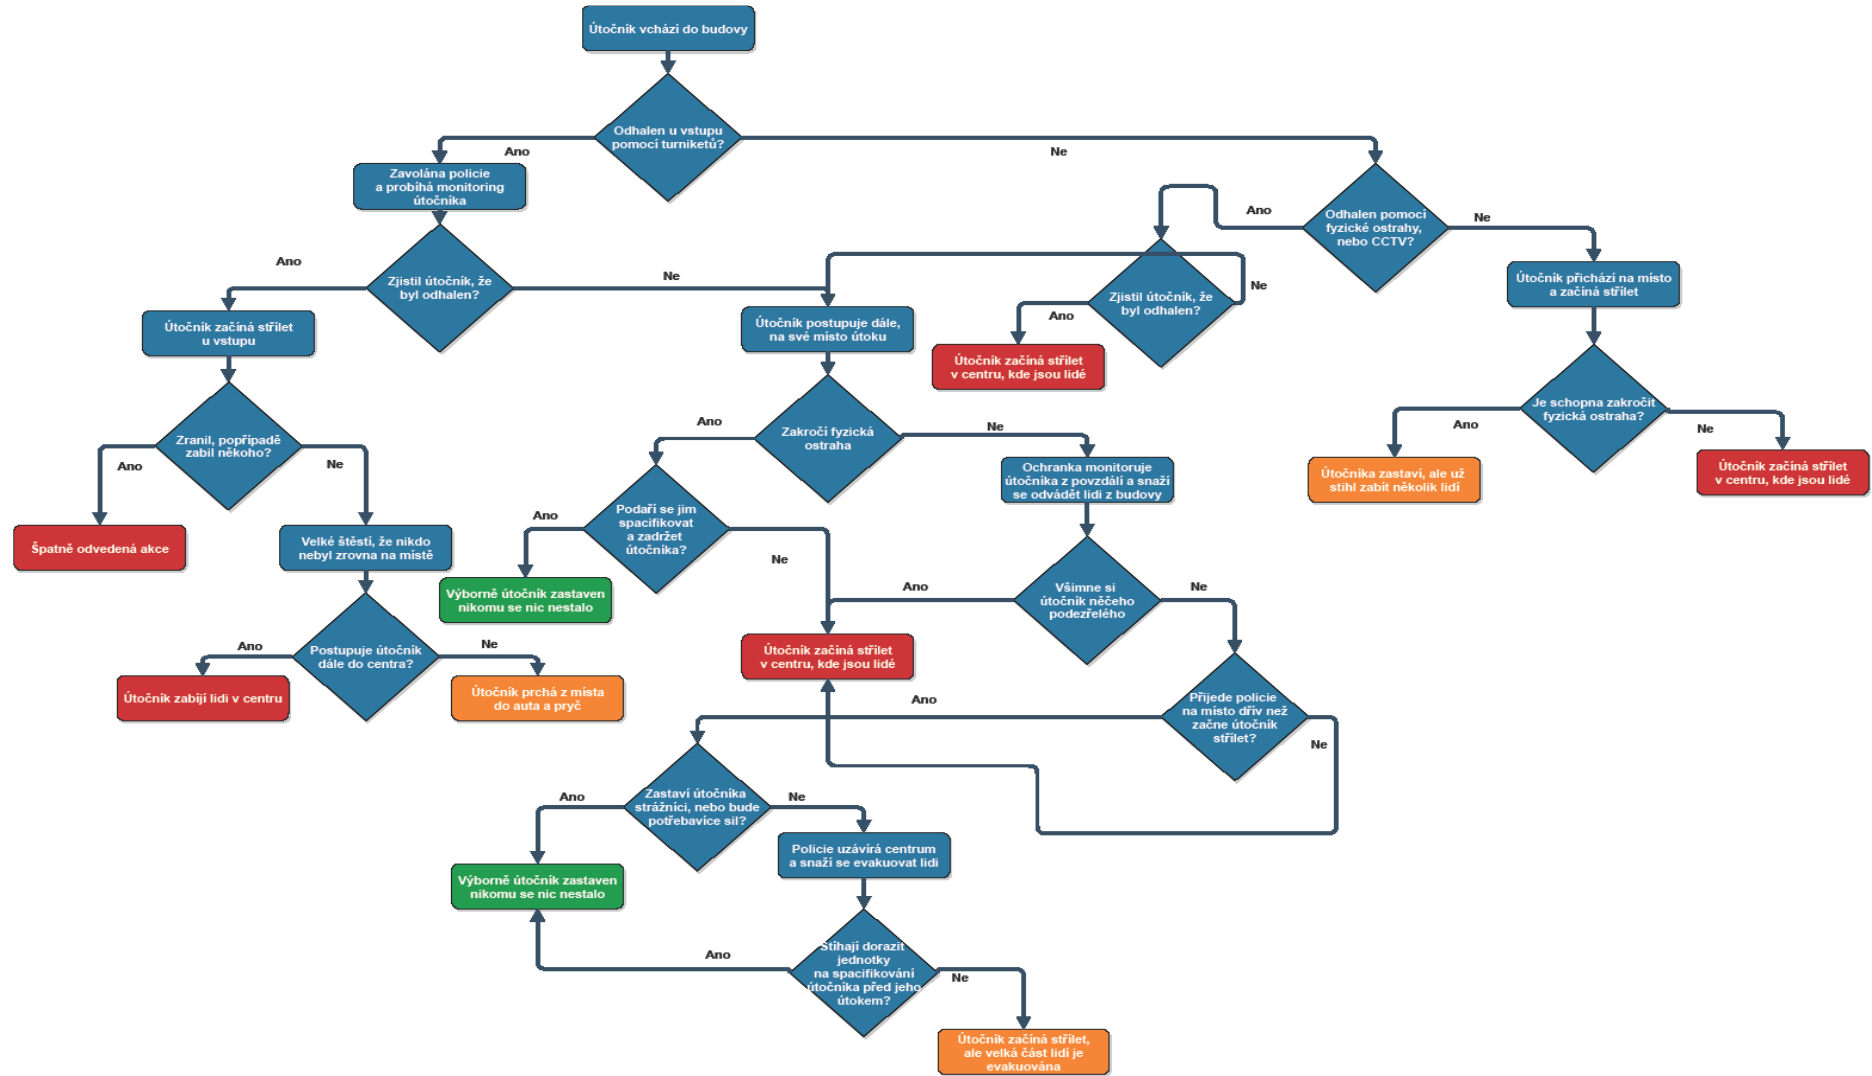 Útočník vchází do budovy
Odhalen u vstupu
pomocí turniketů?
Ano
Ne
Zavolána policie
a probíhá monitoring
útočníka
Odhalen pomocí
fyzické ostrahy,
nebo CCTV?
Ano
Ne
Zjistil útočník, že
byl odhalen?
Ano
Ne
Útočník přichází na místo
a začíná střílet
Zjistil útočník, že
byl odhalen?
Ano
Ne
Útočník začíná střílet
u vstupu
Útočník postupuje dále,
na své místo útoku
Útočník začíná střílet
v centru, kde jsou lidé
Je schopna zakročit
fyzická ostraha?
Ano
Ne
Zranil, popřípadě
zabil někoho?
Ano
Ne
Zakročí fyzická
ostraha
Ano
Ne
Ochranka monitoruje
útočníka z povzdálí a snaží
se odvádět lidi z budovy
Útočníka zastaví, ale už
stihl zabít několik lidí
Útočník začíná střílet
v centru, kde jsou lidé
Špatně odvedená akce
Velké štěstí, že nikdo
nebyl zrovna na místě
Podaří se jim
spacifikovat
a zadržet
útočníka?
Ano
Ne
Výborně útočník zastaven
nikomu se nic nestalo
Všimne si
útočník něčeho
podezřelého
Ano
Ne
Postupuje útočník
dále do centra?
Ano
Ne
Útočník začíná střílet
v centru, kde jsou lidé
Útočník zabíjí lidi v centru
Útočník prchá z místa
do auta a pryč
Přijede policie
na místo dřív než
začne útočník
střílet?
Ano
Ne
Zastaví útočníka
strážníci, nebo bude
potřebavíce sil?
Ano
Ne
Policie uzávírá centrum
a snaží se evakuovat lidi
Výborně útočník zastaven
nikomu se nic nestalo
Stíhají dorazit
jednotky
na spacifikování
útočníka před jeho
útokem?
Ano
Ne
Útočník začíná střílet,
ale velká část lidí je
evakuována